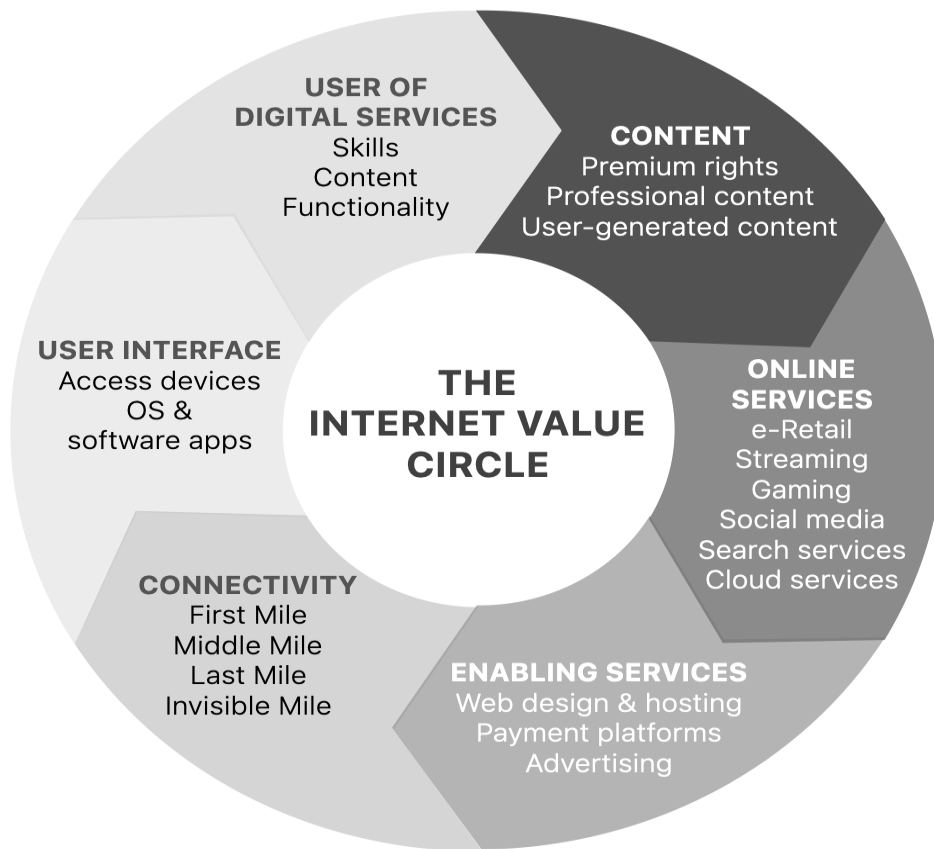 USER OF
DIGITAL SERVICES
Skills
Content
Functionality
CONTENT
Premium rights
Professional content
User-generated content
ONLINE
SERVICES
e-Retail
Streaming
Gaming
Social media
Search services
Cloud services
ENABLING SERVICES
Web design & hosting
Payment platforms
Advertising
CONNECTIVITY
First Mile
Middle Mile
Last Mile
Invisible Mile
USER INTERFACE
Access devices
OS &
software apps
THE
INTERNET VALUE
CIRCLE